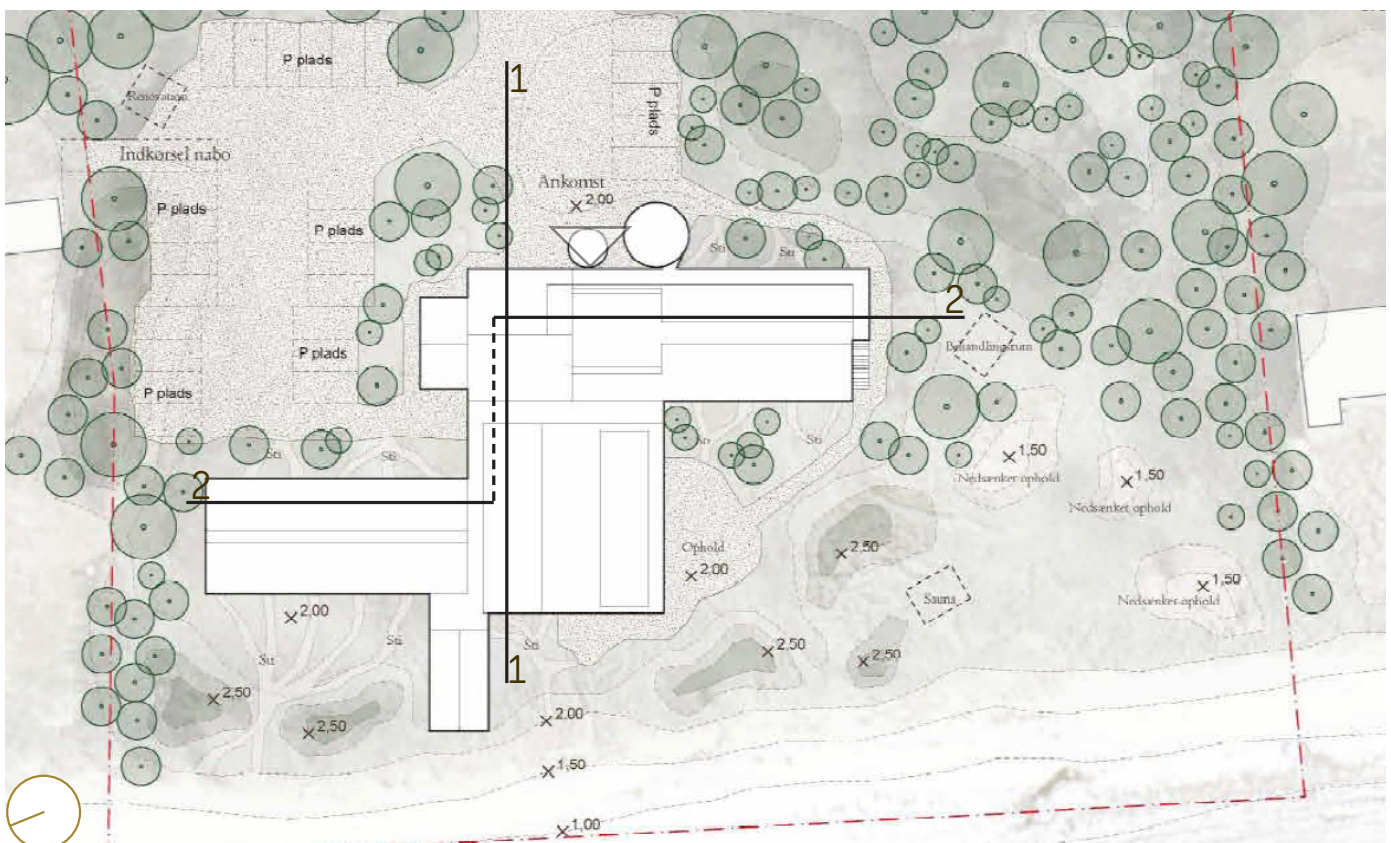 P plads
1
Renovation
P plads
Indkørsel nabo
Ankomst
2,00
P plads
P plads
Sti
Sti
2
Behandlingsrum
P plads
P plads
Sti
Sti
Sti
Sti
1,50
Nedsænket ophold
1,50
Nedsænket ophold
2
Ophold
2,00
2,50
Sauna
1,50
Nedsænket ophold
2,00
Sti
Sti
Sti
2,50
2,50
1
2,50
2,50
2,00
1,50
1,00